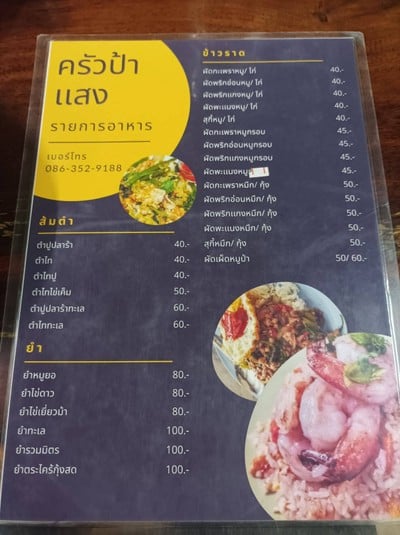 ครัวป้า
แสง
รายการอาหาร
เบอร์โทร
086-352-9188
ส้มตำ
ตำปูปลาร้า 40.-
ตำไท 40.-
ตำไทปู 40.-
ตำไทไข่เค็ม 50.-
ตำปูปลาร้าทะเล 60.-
ตำไททะเล 60.-
ยำ
ยำหมูยอ 80.-
ยำไข่ดาว 80.-
ยำไข่เยี่ยวม้า 80.-
ยำทะเล 100.-
ยำรวมมิตร 100.-
ยำตะไคร้กุ้งสด 100.-
ข้าวราด
ผัดกะเพราหมู/ ไก่ 40.-
ผัดพริกอ่อนหมู/ ไก่ 40.-
ผัดพริกแกงหมู/ ไก่ 40.-
ผัดพะแนงหมู/ ไก่ 40.-
สุกี้หมู/ ไก่ 40.-
ผัดกะเพราหมูกรอบ 45.-
ผัดพริกอ่อนหมูกรอบ 45.-
ผัดพริกแกงหมูกรอบ 45.-
ผัดพะแนงหมู 45.-
ผัดกะเพราหมึก/ กุ้ง 50.-
ผัดพริกอ่อนหมึก/ กุ้ง 50.-
ผัดพริกแกงหมึก/ กุ้ง 50.-
ผัดพะแนงหมึก/ กุ้ง 50.-
สุกี้หมึก/ กุ้ง 50.-
ผัดเผ็ดหมูป่า 50/ 60.-